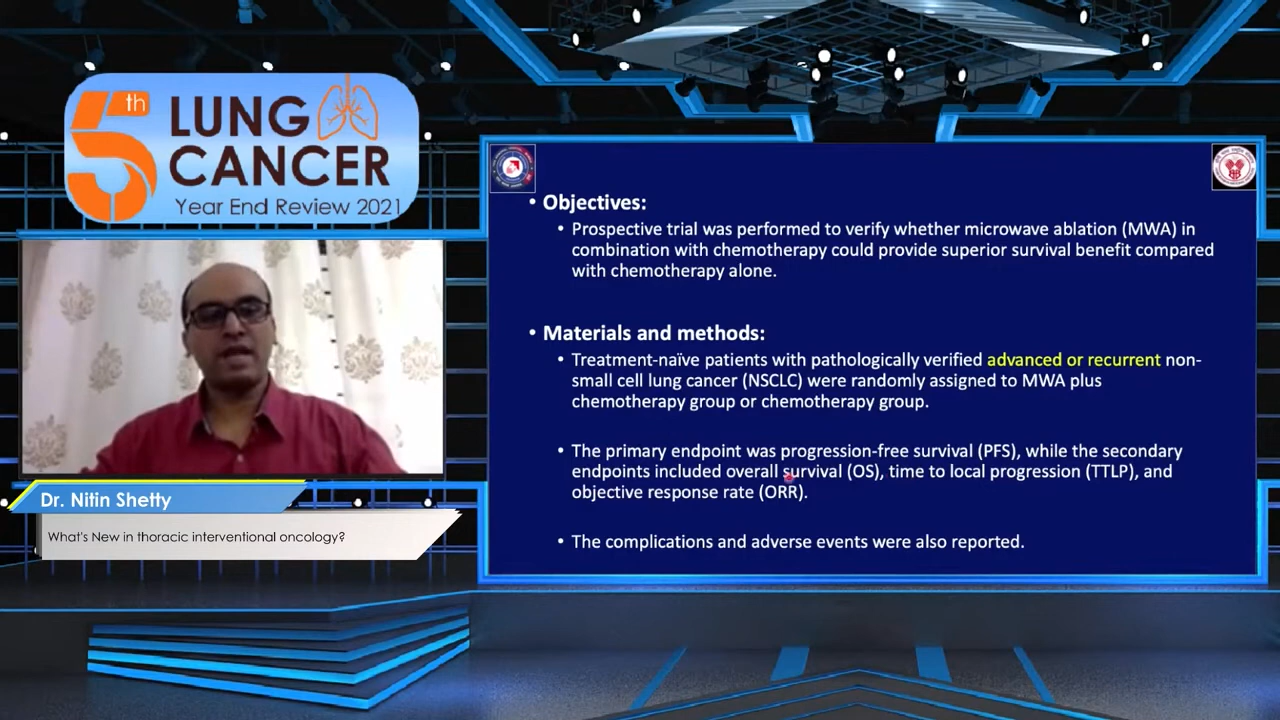 5th LUNG
CANCER
Year End Review 2021
• Objectives:
• Prospective trial was performed to verify whether microwave ablation (MWA) in
combination with chemotherapy could provide superior survival benefit compared
with chemotherapy alone.
• Materials and methods:
• Treatment-naïve patients with pathologically verified advanced or recurrent non-
small cell lung cancer (NSCLC) were randomly assigned to MWA plus
chemotherapy group or chemotherapy group.
• The primary endpoint was progression-free survival (PFS), while the secondary
endpoints included overall survival (OS), time to local progression (TTLP), and
objective response rate (ORR).
• The complications and adverse events were also reported.
Dr. Nitin Shetty
What's New in thoracic interventional oncology?